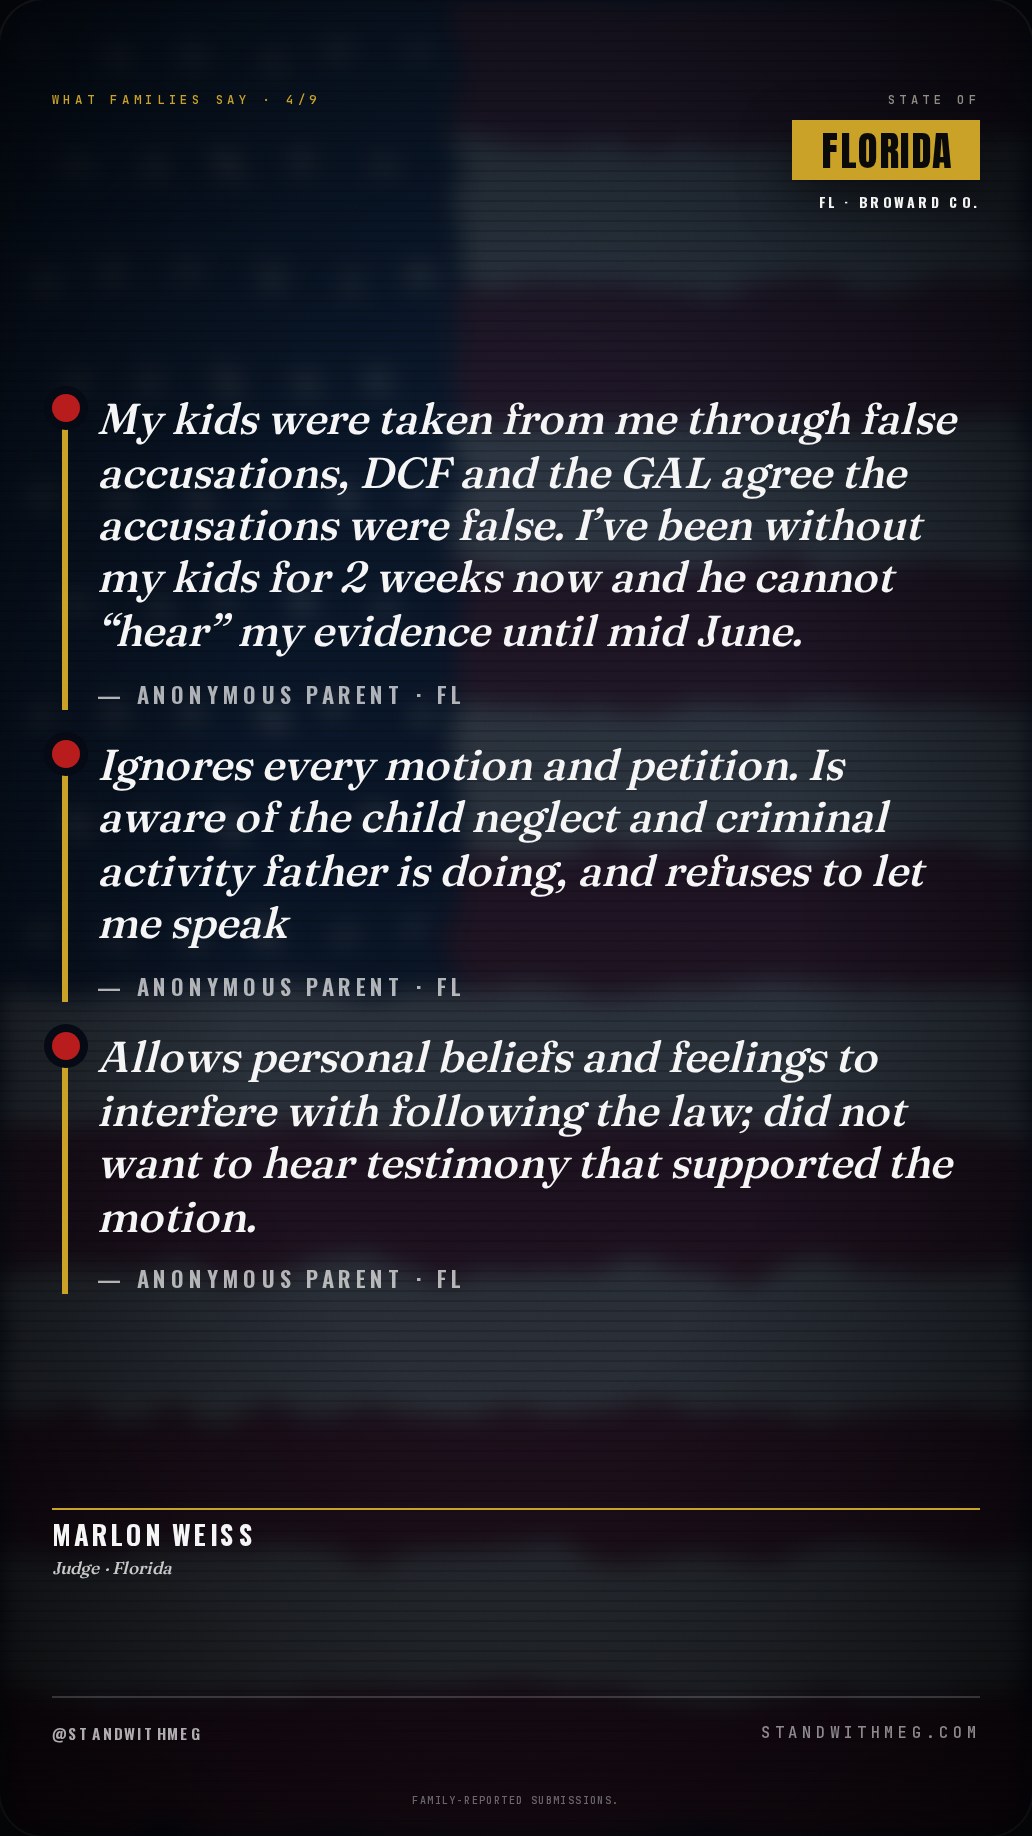 WHAT FAMILIES SAY · 4/9
STATE OF
FLORIDA
FL · BROWARD CO.
My kids were taken from me through false
accusations, DCF and the GAL agree the
accusations were false. I’ve been without
my kids for 2 weeks now and he cannot
“hear” my evidence until mid June.
— ANONYMOUS PARENT · FL
Ignores every motion and petition. Is
aware of the child neglect and criminal
activity father is doing, and refuses to let
me speak
— ANONYMOUS PARENT · FL
Allows personal beliefs and feelings to
interfere with following the law; did not
want to hear testimony that supported the
motion.
— ANONYMOUS PARENT · FL
MARLON WEISS
Judge · Florida
@STANDWITHMEG
STANDWITHMEG.COM
FAMILY-REPORTED SUBMISSIONS.